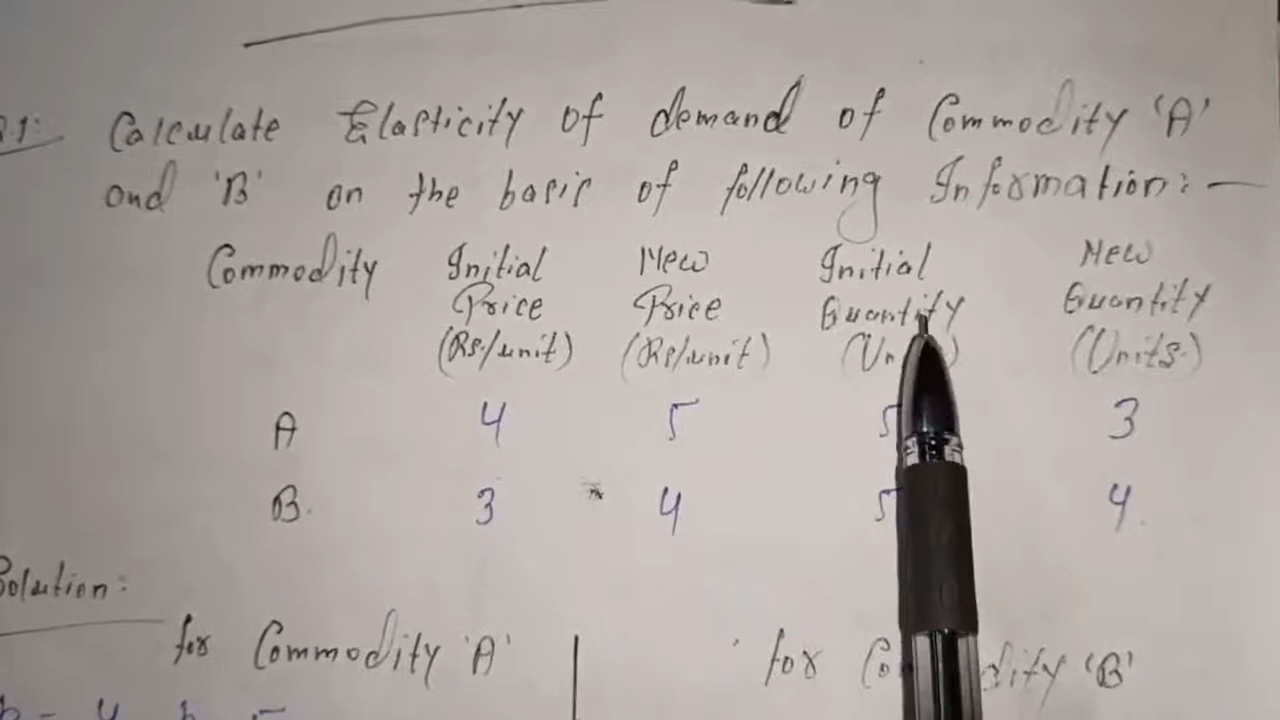 Q.1: Calculate Elasticity of demand of Commodity 'A'
and 'B' on the basis of following Information: —
Commodity Initial Price (Rs/unit) New Price (Rs/unit) Initial Quantity New Quantity (Units)
A 4 5 5 3
B. 3 4 5 4.
Solution:
for Commodity 'A' for Commodity 'B'